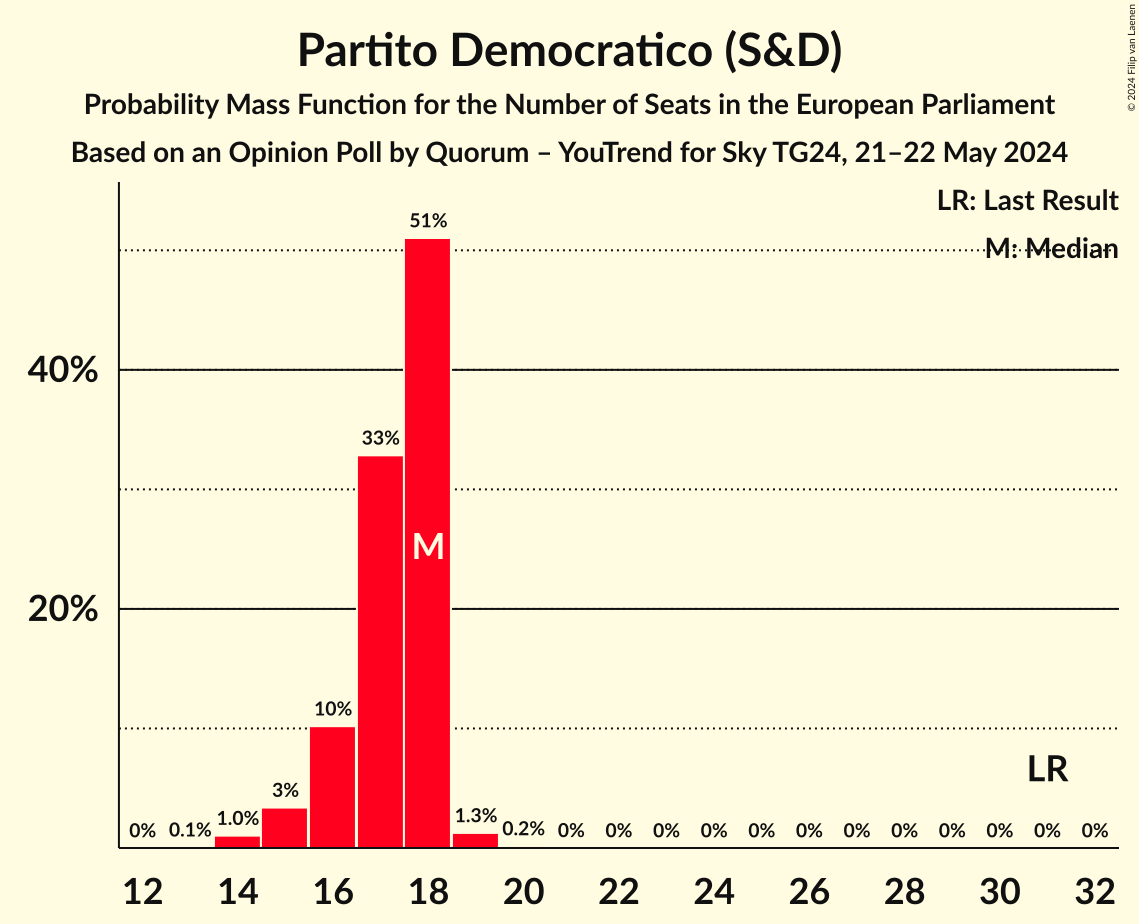 Partito Democratico (S&D)
Probability Mass Function for the Number of Seats in the European Parliament
Based on an Opinion Poll by Quorum – YouTrend for Sky TG24, 21–22 May 2024
© 2024 Filip van Laenen
LR: Last Result
M: Median
51%
40%
33%
M
20%
10%
LR
3%
1.0%
1.3%
0% 0.1% 0.2% 0% 0% 0% 0% 0% 0% 0% 0% 0% 0% 0% 0%
12 14 16 18 20 22 24 26 28 30 32